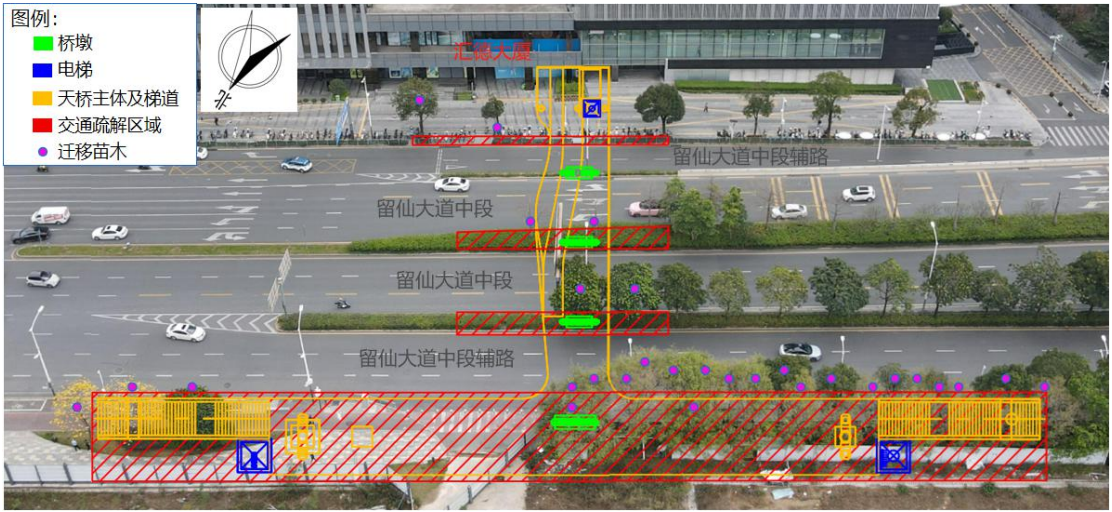 图例：
桥墩
电梯
天桥主体及梯道
交通疏解区域
迁移苗木
北
汇德大厦
留仙大道中段辅路
留仙大道中段
留仙大道中段
留仙大道中段辅路